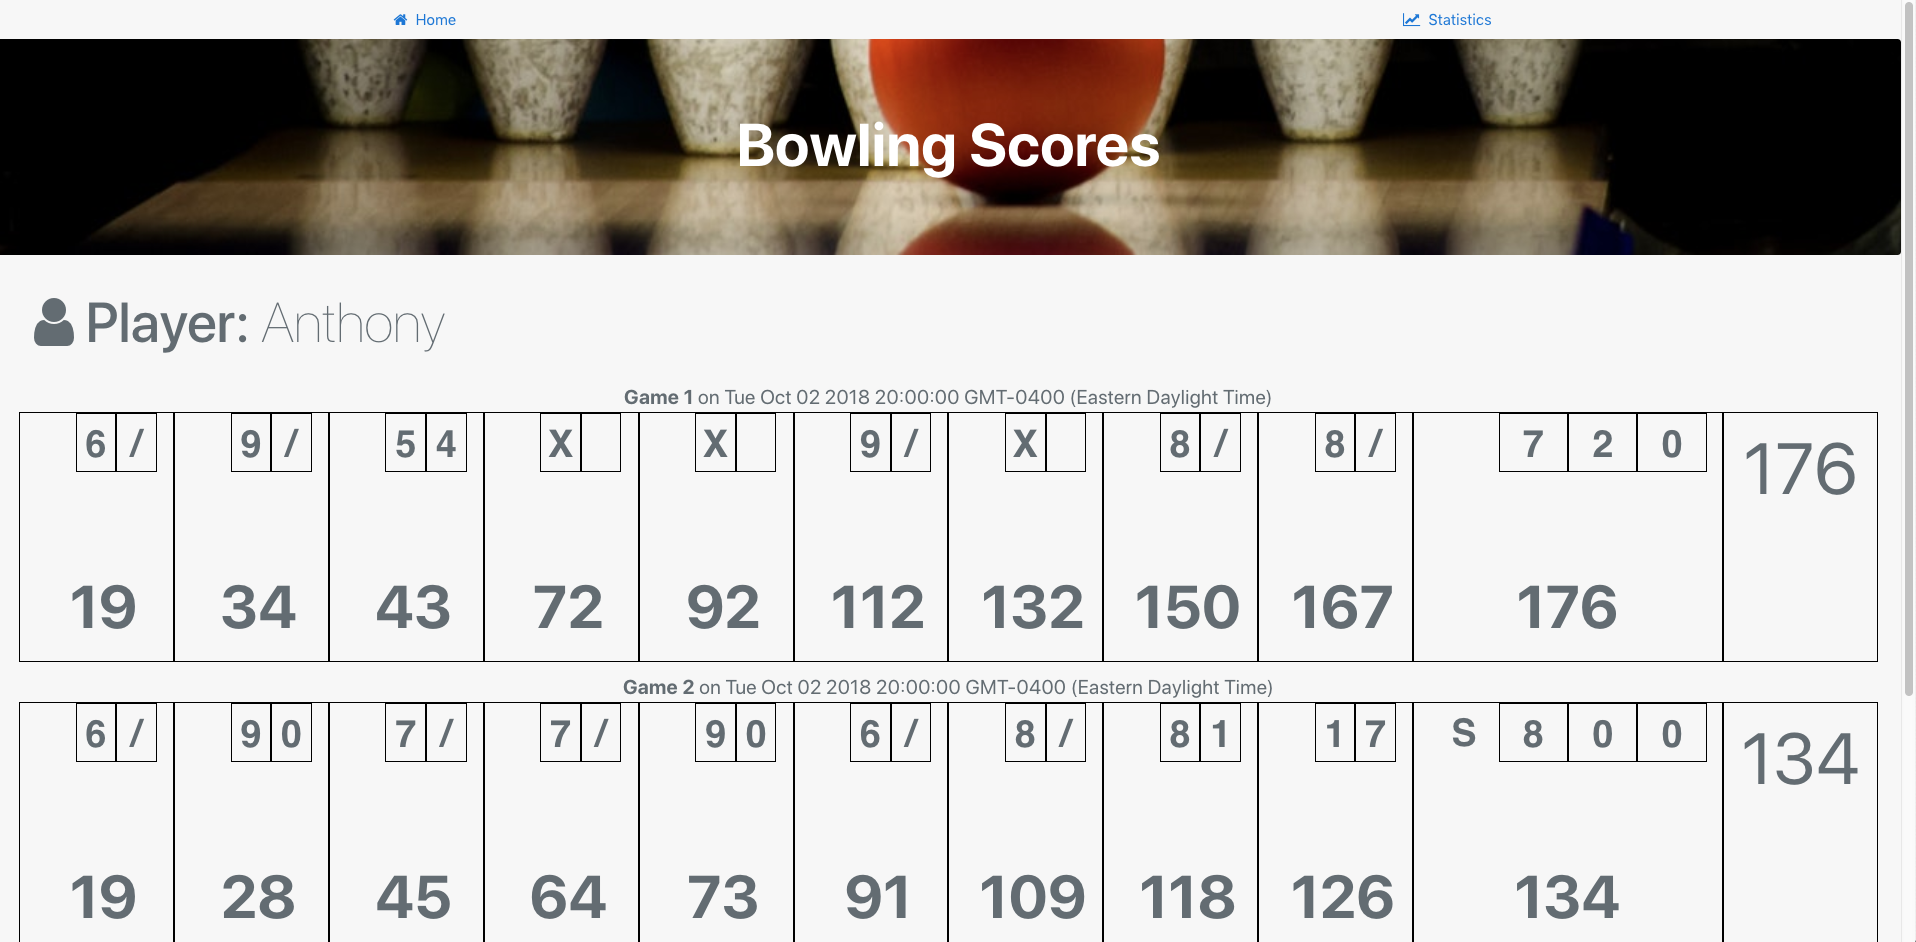 Home Statistics
Bowling Scores
Player: Anthony
Game 1 on Tue Oct 02 2018 20:00:00 GMT-0400 (Eastern Daylight Time)
6 / 9 / 5 4 X X 9 / X 8 / 8 / 7 2 0 176
19 34 43 72 92 112 132 150 167 176
Game 2 on Tue Oct 02 2018 20:00:00 GMT-0400 (Eastern Daylight Time)
6 / 9 0 7 / 7 / 9 0 6 / 8 / 8 1 1 7 S 8 0 0 134
19 28 45 64 73 91 109 118 126 134